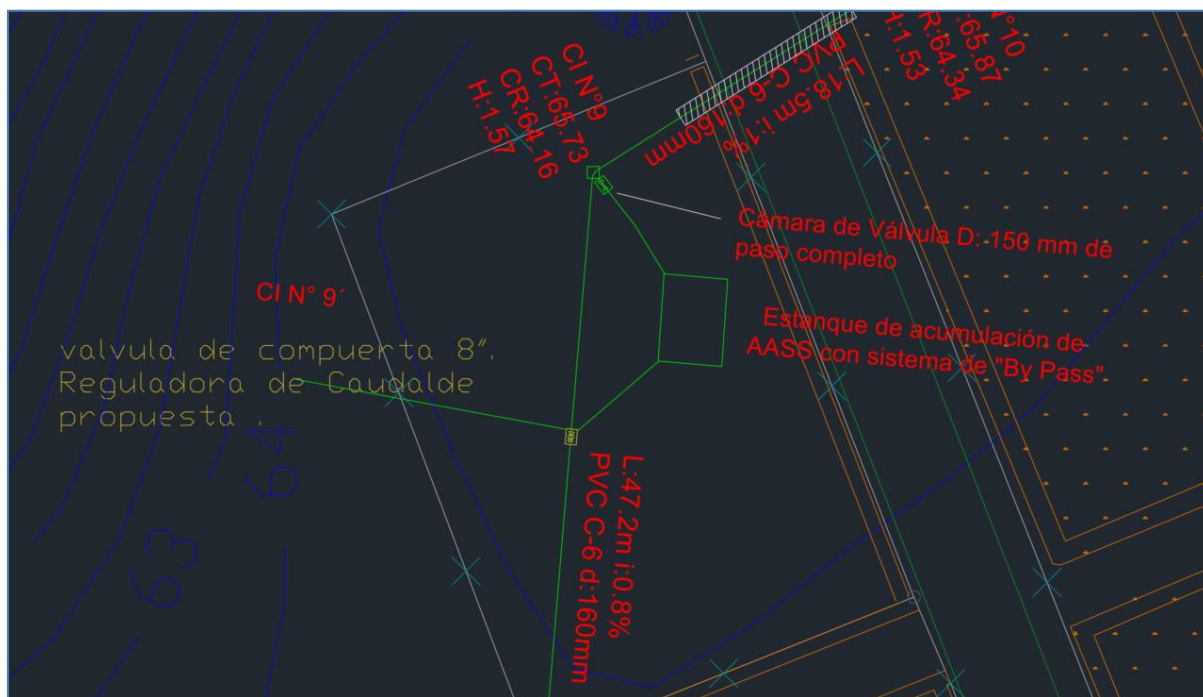 CI N°9
CT:65.73
CR:64.16
H:1.57
N°10
:65.87
R:64.34
H:1.53
L:18.5m i:1%
PVC C-6 d:160mm
Cámara de Válvula D: 150 mm de
paso completo
CI N° 9´
Estanque de acumulación de
AASS con sistema de "By Pass"
valvula de compuerta 8".
Reguladora de Caudalde
propuesta .
64
63
L:47.2m i:0.8%
PVC C-6 d:160mm